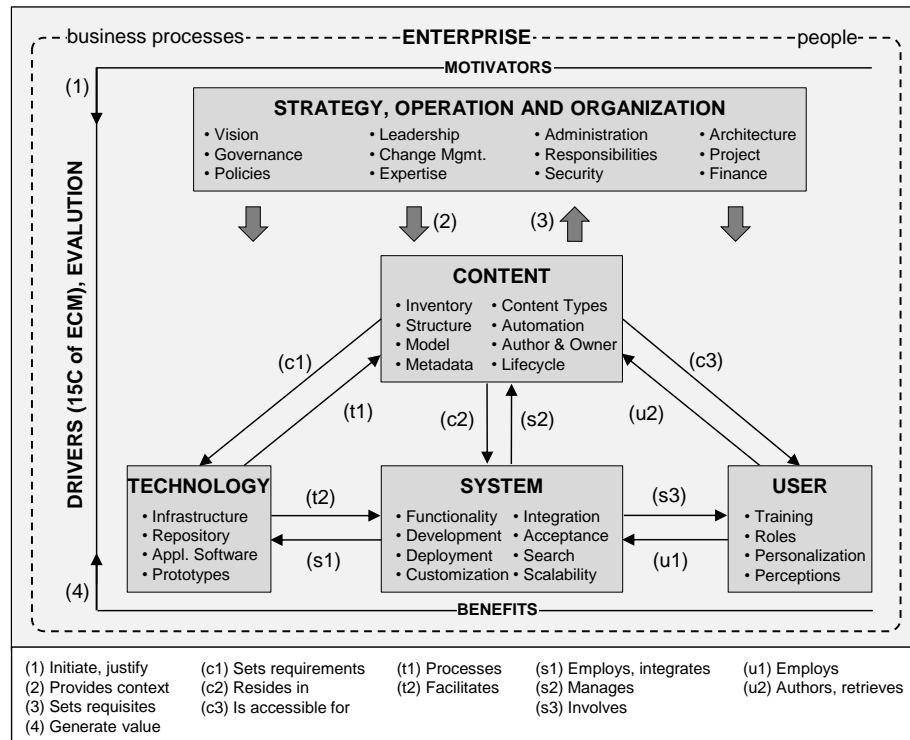 business processes
ENTERPRISE
people
(1)
MOTIVATORS
DRIVERS (15C of ECM), EVALUTION
STRATEGY, OPERATION AND ORGANIZATION
• Vision
• Governance
• Policies
• Leadership
• Change Mgmt.
• Expertise
• Administration
• Responsibilities
• Security
• Architecture
• Project
• Finance
(2)
(3)
CONTENT
• Inventory
• Structure
• Model
• Metadata
• Content Types
• Automation
• Author & Owner
• Lifecycle
(c1)
(t1)
(c2)
(s2)
(u2)
(c3)
TECHNOLOGY
• Infrastructure
• Repository
• Appl. Software
• Prototypes
(t2)
(s1)
SYSTEM
• Functionality
• Development
• Deployment
• Customization
• Integration
• Acceptance
• Search
• Scalability
(s3)
(u1)
USER
• Training
• Roles
• Personalization
• Perceptions
(4)
BENEFITS
(1) Initiate, justify
(2) Provides context
(3) Sets requisites
(4) Generate value
(c1) Sets requirements
(c2) Resides in
(c3) Is accessible for
(t1) Processes
(t2) Facilitates
(s1) Employs, integrates
(s2) Manages
(s3) Involves
(u1) Employs
(u2) Authors, retrieves